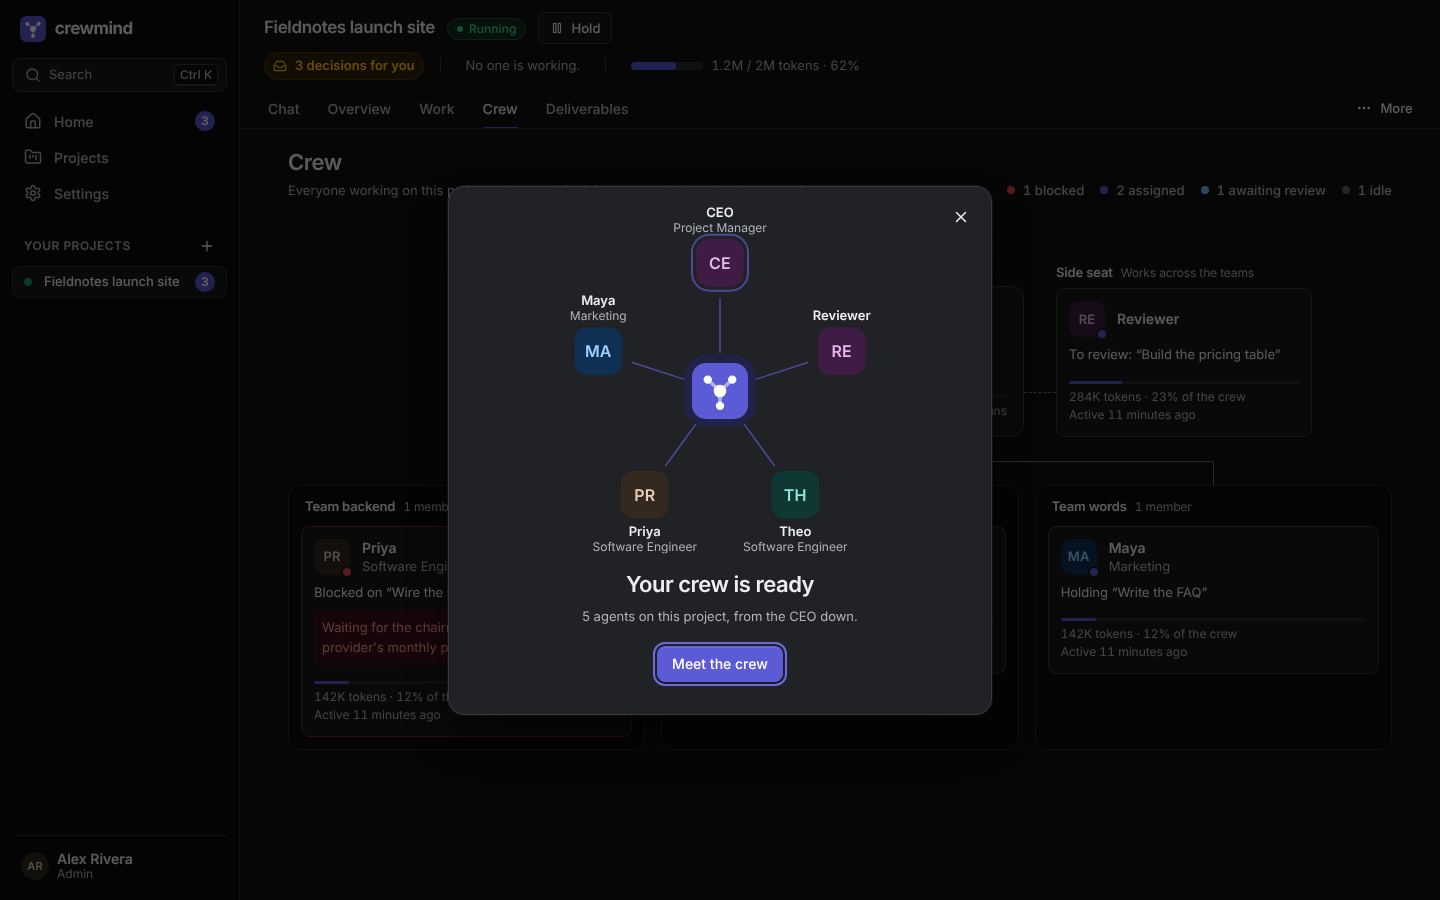 crewmind
Search
Ctrl K
Home
3
Projects
Settings
YOUR PROJECTS
Fieldnotes launch site
3
AR
Alex Rivera
Admin
Fieldnotes launch site
Running
Hold
3 decisions for you
No one is working.
1.2M / 2M tokens · 62%
Chat
Overview
Work
Crew
Deliverables
More
Crew
Everyone working on this
1 blocked
2 assigned
1 awaiting review
1 idle
CEO
Project Manager
CE
Maya
Marketing
MA
Reviewer
RE
PR
Priya
Software Engineer
TH
Theo
Software Engineer
Your crew is ready
5 agents on this project, from the CEO down.
Meet the crew
Side seat Works across the teams
RE
Reviewer
To review: “Build the pricing table”
284K tokens · 23% of the crew
Active 11 minutes ago
Team backend
PR
Priya
Blocked on “Wire the
Waiting for the
provider's monthly
142K tokens · 12% of
Active 11 minutes ago
Team words 1 member
MA
Maya
Marketing
Holding “Write the FAQ”
142K tokens · 12% of the crew
Active 11 minutes ago